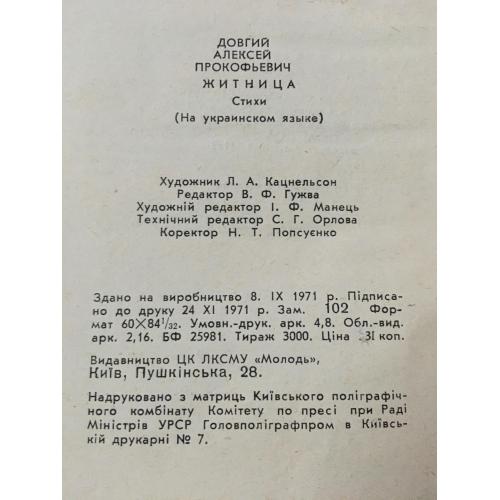 ДОВГИЙ
АЛЕКСЕЙ
ПРОКОФЬЕВИЧ
ЖИТНИЦА
Стихи
(На украинском языке)
Художник Л. А. Кацнельсон
Редактор В. Ф. Гужва
Художній редактор І. Ф. Манець
Технічний редактор С. Г. Орлова
Коректор Н. Т. Попсуєнко
Здано на виробництво 8. IX 1971 р. Підписа-
но до друку 24 XI 1971 р. Зам. 102 Фор-
мат 60×84 1/32. Умовн.-друк. арк. 4,8. Обл.-вид.
арк. 2,16. БФ 25981. Тираж 3000. Ціна 31 коп.
Видавництво ЦК ЛКСМУ «Молодь»,
Київ, Пушкінська, 28.
Надруковано з матриць Київського поліграфіч-
ного комбінату Комітету по пресі при Раді
Міністрів УРСР Головполіграфпром в Київсь-
кій друкарні № 7.